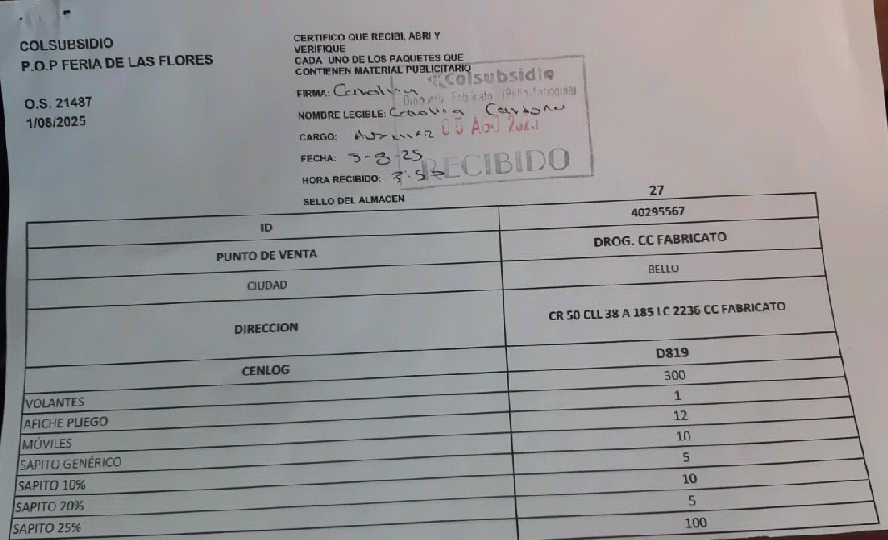 COLSUBSIDIO
P.O.P FERIA DE LAS FLORES
O.S. 21487
1/08/2025
CERTIFICO QUE RECIBI, ABRI Y
VERIFIQUE
CADA UNO DE LOS PAQUETES QUE
CONTIENEN MATERIAL PUBLICITARIO
FIRMA: Carolina
NOMBRE LEGIBLE: Carolina
CARGO:
FECHA: 5-8-25
HORA RECIBIDO:
SELLO DEL ALMACEN
Colsubsidio
RECIBIDO
27
ID 40295567
PUNTO DE VENTA DROG. CC FABRICATO
CIUDAD BELLO
DIRECCION CR 50 CLL 38 A 185 LC 2236 CC FABRICATO
CENLOG D819
VOLANTES 300
AFICHE PLIEGO 1
MÓVILES 12
SAPITO GENÉRICO 10
SAPITO 10% 5
SAPITO 20% 10
SAPITO 25% 5
100